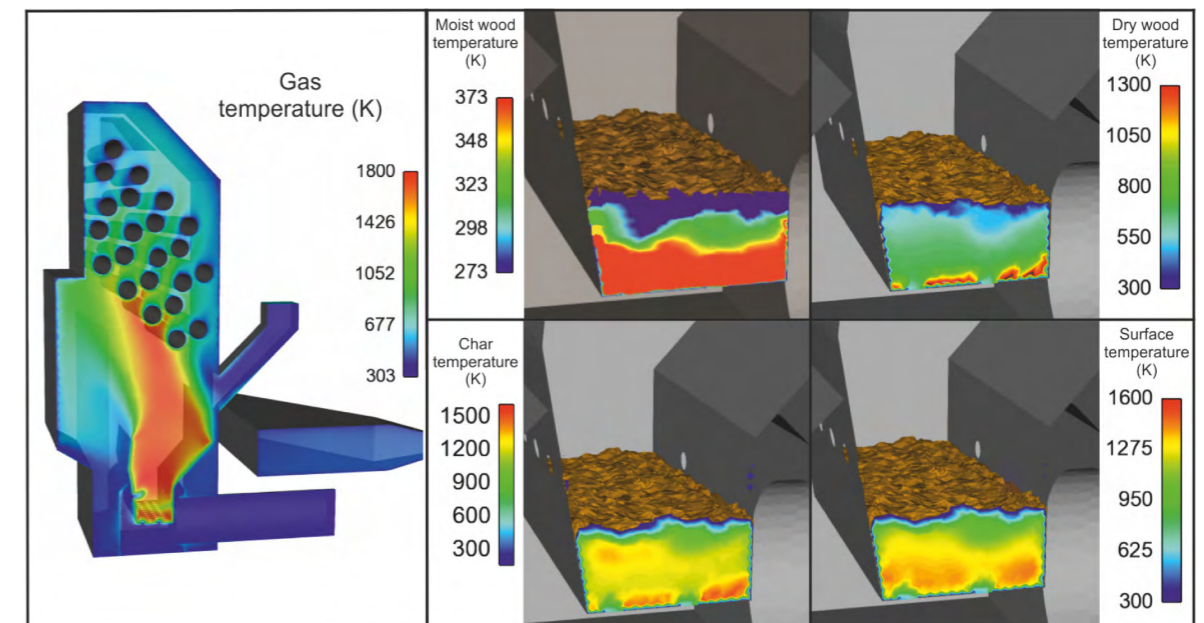 Gas
temperature (K)
1800
1426
1052
677
303
Moist wood
temperature
(K)
373
348
323
298
273
Dry wood
temperature
(K)
1300
1050
800
550
300
Char
temperature
(K)
1500
1200
900
600
300
Surface
temperature
(K)
1600
1275
950
625
300